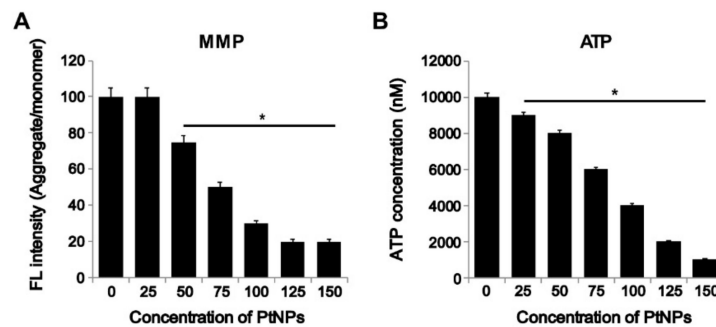 A
MMP
FL intensity (Aggregate/monomer)
120
100
80
60
40
20
0
*
0 25 50 75 100 125 150
Concentration of PtNPs
B
ATP
ATP concentration (nM)
12000
10000
8000
6000
4000
2000
0
*
0 25 50 75 100 125 150
Concentration of PtNPs